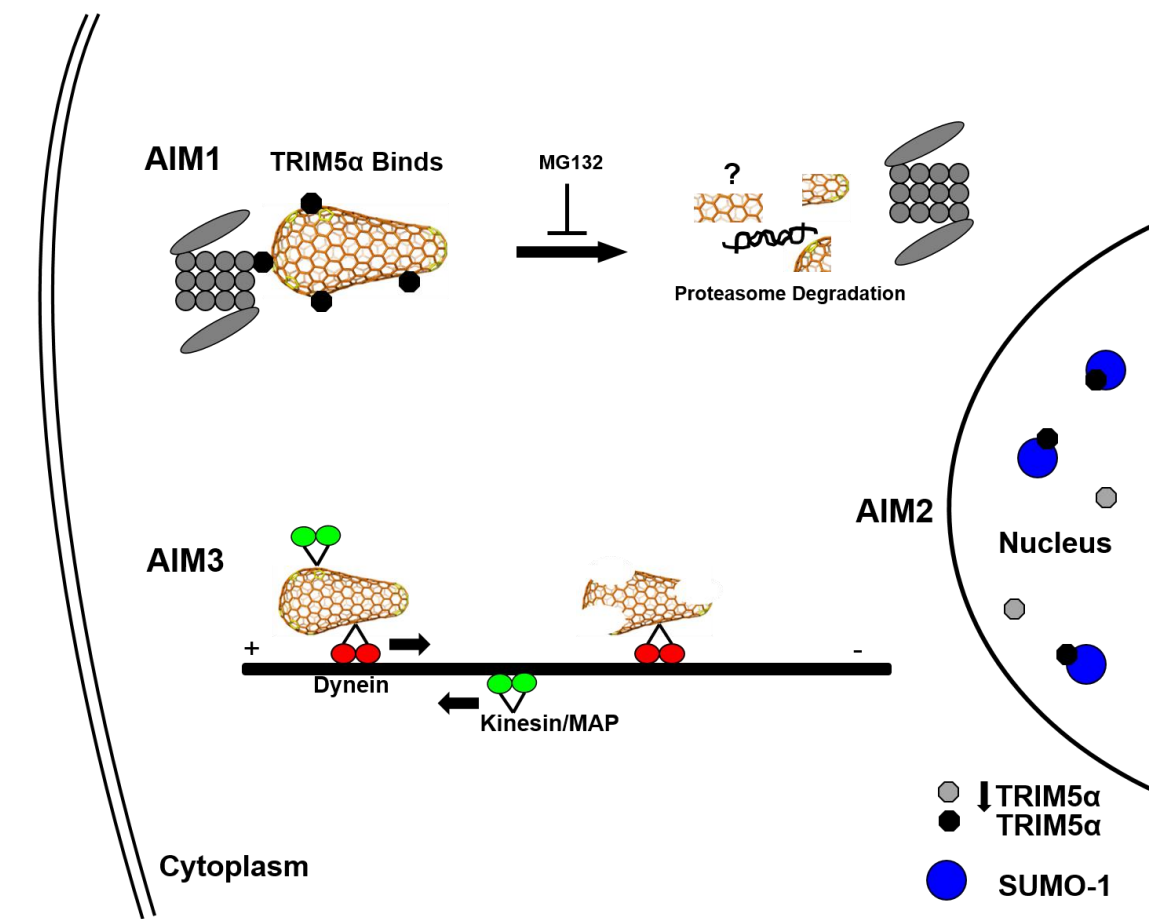 AIM1
TRIM5α Binds
MG132
?
Proteasome Degradation
AIM2
Nucleus
AIM3
+
-
Dynein
Kinesin/MAP
TRIM5α
TRIM5α
SUMO-1
Cytoplasm